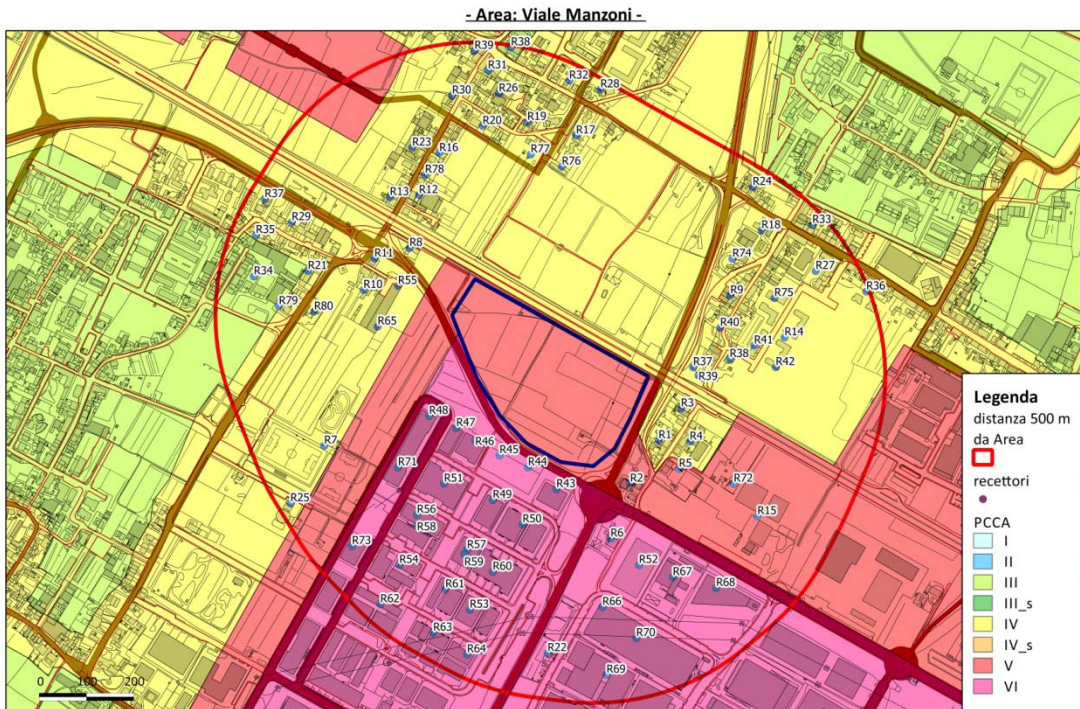 - Area: Viale Manzoni -
R39
R38
R31
R32
R28
R30
R26
R19
R20
R17
R23
R16
R77
R76
R78
R13
R12
R24
R37
R29
R35
R18
R33
R8
R11
R74
R34
R21
R27
R10
R55
R79
R80
R9
R75
R36
R65
R40
R14
R41
R38
R37
R42
R39
R3
R48
R47
R46
R45
R7
R1
R4
R44
R71
R51
R43
R2
R5
R72
R25
R49
R56
R50
R15
R58
R6
R73
R57
R54
R59
R60
R52
R67
R68
R61
R62
R53
R66
R63
R70
R64
R22
R69
Legenda
distanza 500 m
da Area
recettori
PCCA
I
II
III
III_s
IV
IV_s
V
VI
0 100 200